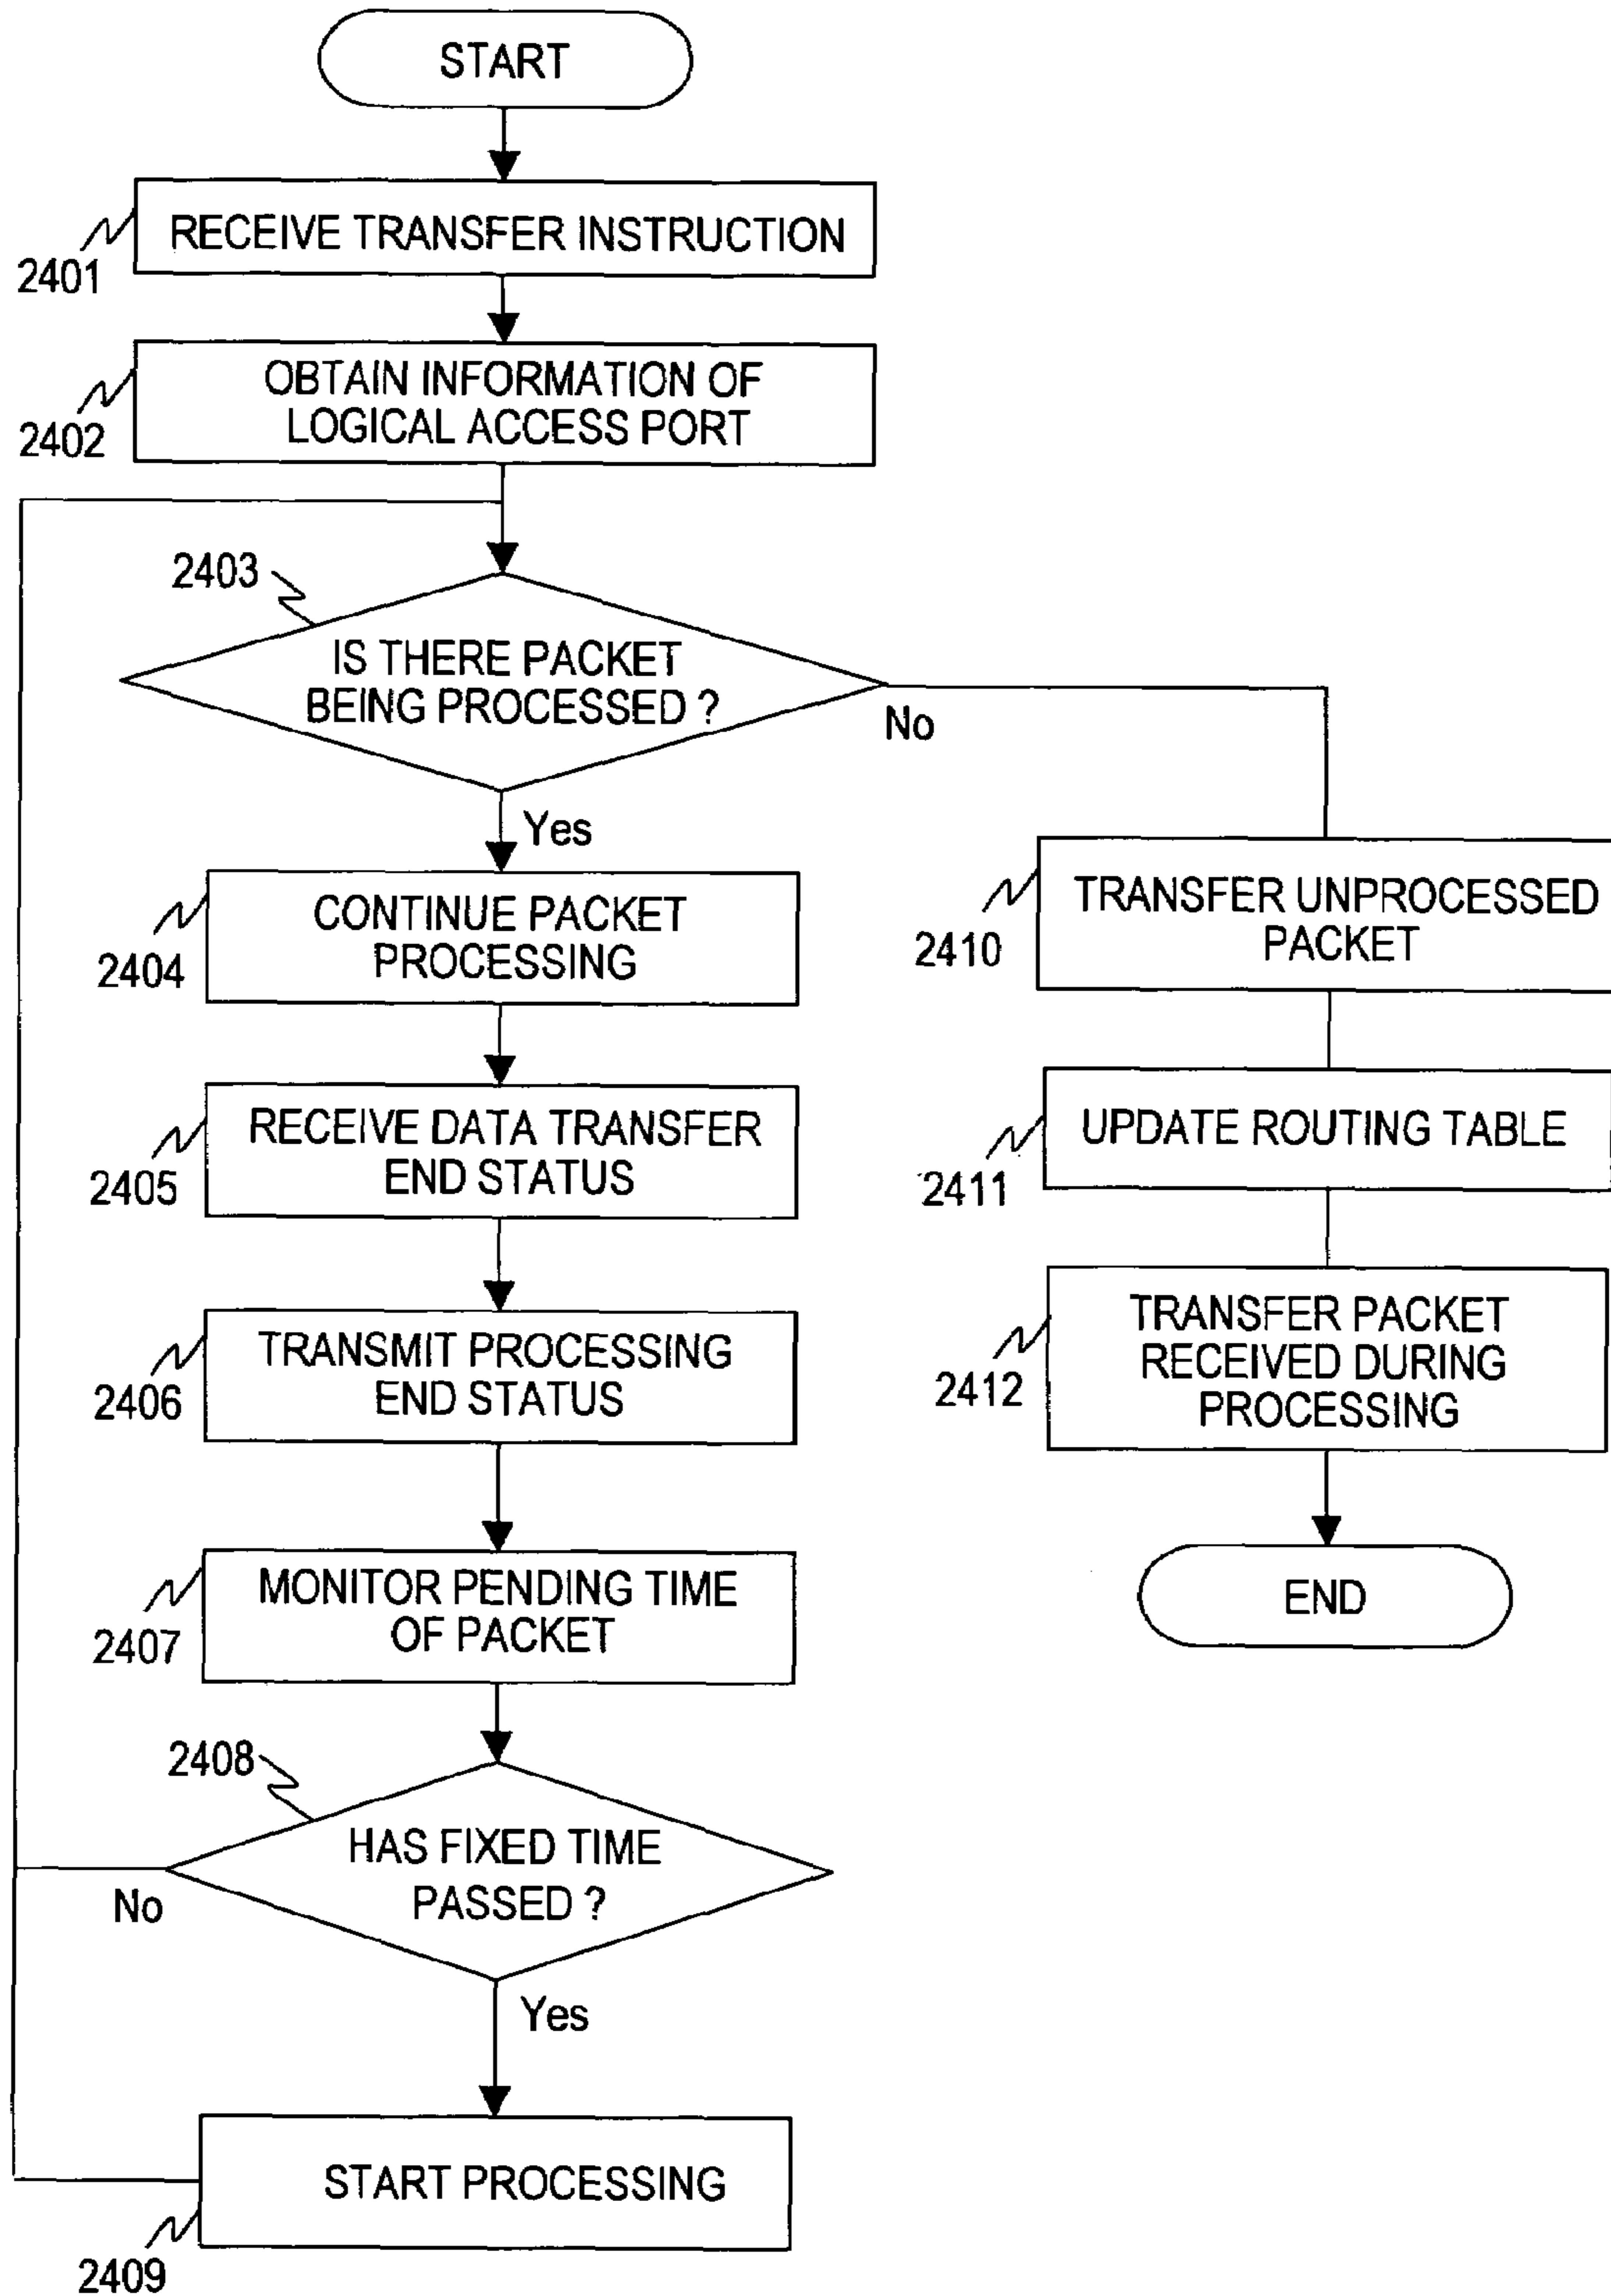 START
RECEIVE TRANSFER INSTRUCTION
2401
OBTAIN INFORMATION OF
LOGICAL ACCESS PORT
2402
2403
IS THERE PACKET
BEING PROCESSED ?
No
Yes
CONTINUE PACKET
PROCESSING
2404
RECEIVE DATA TRANSFER
END STATUS
2405
TRANSMIT PROCESSING
END STATUS
2406
MONITOR PENDING TIME
OF PACKET
2407
2408
HAS FIXED TIME
PASSED ?
No
Yes
START PROCESSING
2409
TRANSFER UNPROCESSED
PACKET
2410
UPDATE ROUTING TABLE
2411
TRANSFER PACKET
RECEIVED DURING
PROCESSING
2412
END